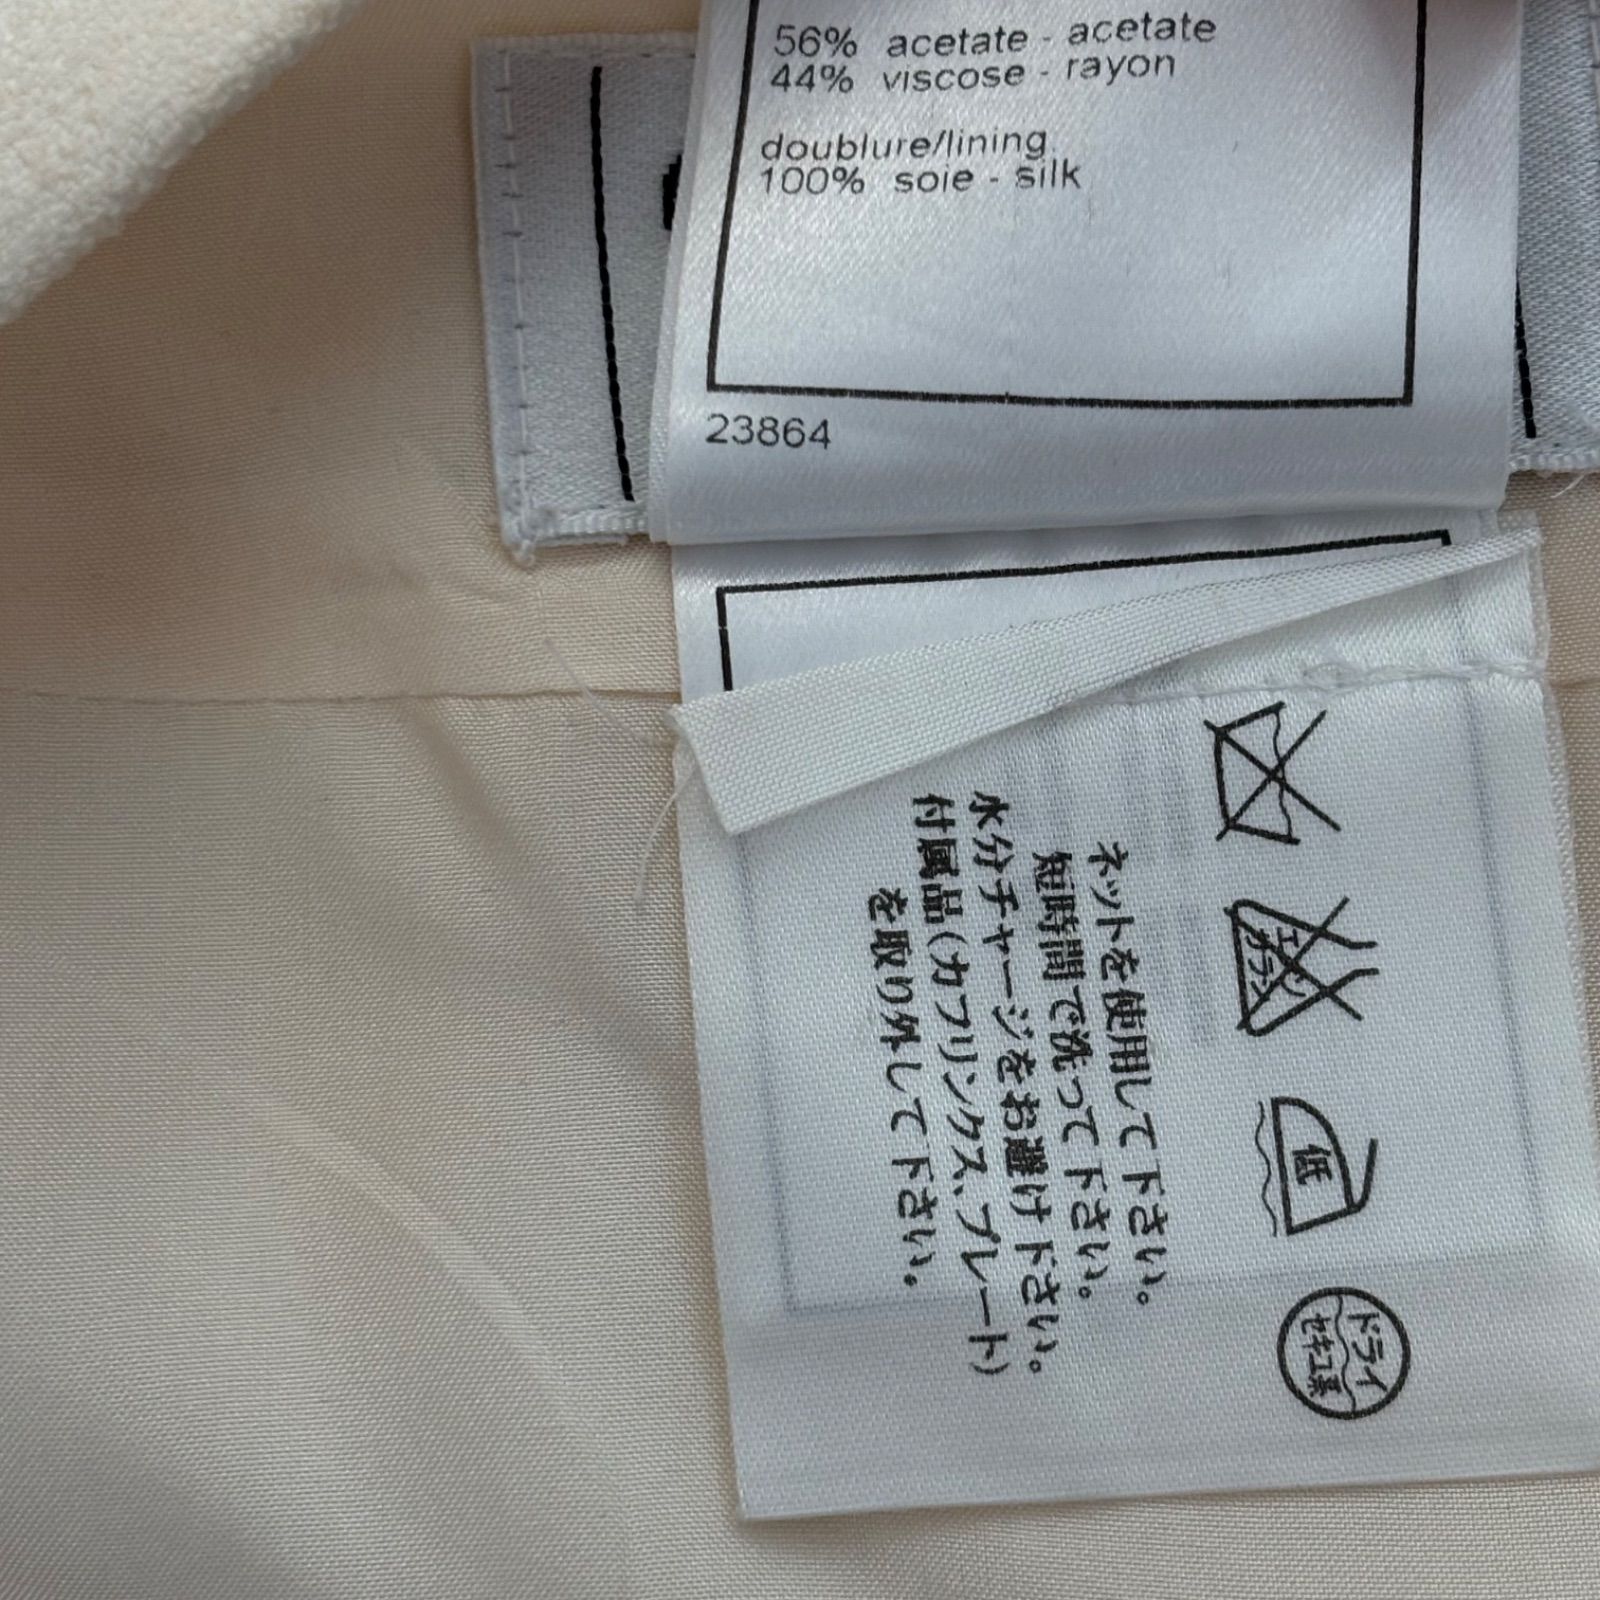 56% acetate - acetate
44% viscose - rayon
doublure/lining
100% soie - silk
23864
エンソ
サラシ
低
ドライ
セキユ系
ネットを使用して下さい。
短時間で洗って下さい。
水分チャージをお避け下さい。
付属品(カフリンクス、プレート)
を取り外して下さい。